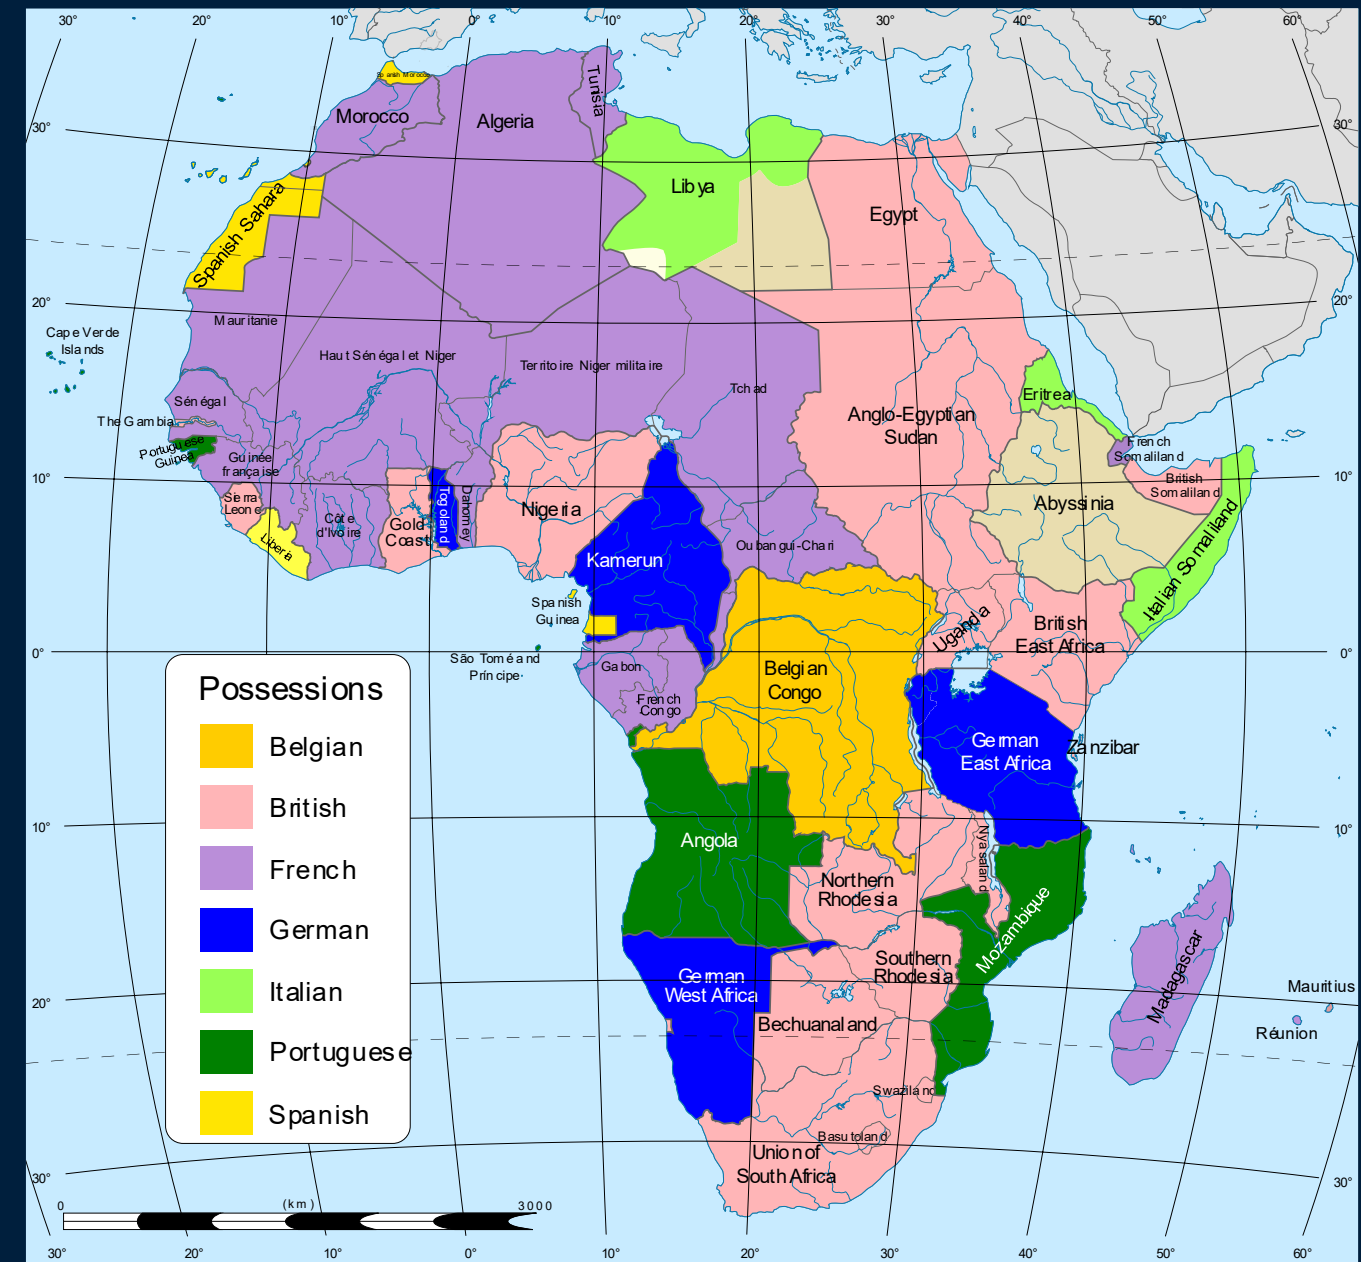 30°
20°
10°
0°
10°
20°
30°
40°
50°
60°
Spanish Morocco
Tunisia
Morocco
Algeria
30°
30°
Libya
Spanish Sahara
Egypt
20°
20°
Mauritanie
Cape Verde
Islands
Haut Sénégal et Niger
Territoire Niger militaire
Tchad
Eritrea
Sénégal
The Gambia
Anglo-Egyptian
Sudan
Portuguese
Guinea
French
Somaliland
Guinée
française
10°
10°
British
Somaliland
Sierra
Leone
Togoland
Dahomey
Nigeria
Abyssinia
Côte
d'Ivoire
Gold
Coast
Liberia
Oubangui-Chari
Kamerun
Italian Somaliland
Spanish
Guinea
Uganda
British
East Africa
0°
0°
São Tomé and
Príncipe
Gabon
Belgian
Congo
French
Congo
Possessions
Belgian
British
French
German
Italian
Portuguese
Spanish
German
East Africa
Zanzibar
10°
10°
Angola
Nyasaland
Northern
Rhodesia
Mozambique
Southern
Rhodesia
German
West Africa
Madagascar
Mauritius
20°
20°
Bechuanaland
Réunion
Swaziland
Basutoland
Union of
South Africa
30°
30°
0
(km)
3000
30°
20°
10°
0°
10°
20°
30°
40°
50°
60°